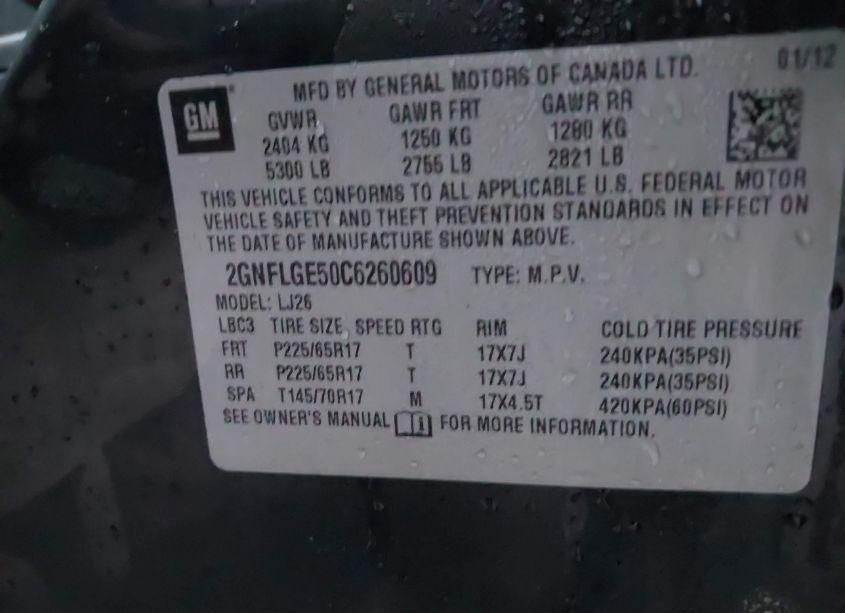 01/12
MFD BY GENERAL MOTORS OF CANADA LTD.
GM
GVWR GAWR FRT GAWR RR
2404 KG 1250 KG 1280 KG
5300 LB 2755 LB 2821 LB
THIS VEHICLE CONFORMS TO ALL APPLICABLE U.S. FEDERAL MOTOR
VEHICLE SAFETY AND THEFT PREVENTION STANDARDS IN EFFECT ON
THE DATE OF MANUFACTURE SHOWN ABOVE.
2GNFLGE50C6260609 TYPE: M.P.V.
MODEL: LJ26
LBC3 TIRE SIZE SPEED RTG RIM COLD TIRE PRESSURE
FRT P225/65R17 T 17X7J 240KPA(35PSI)
RR P225/65R17 T 17X7J 240KPA(35PSI)
SPA T145/70R17 M 17X4.5T 420KPA(60PSI)
SEE OWNER'S MANUAL FOR MORE INFORMATION.